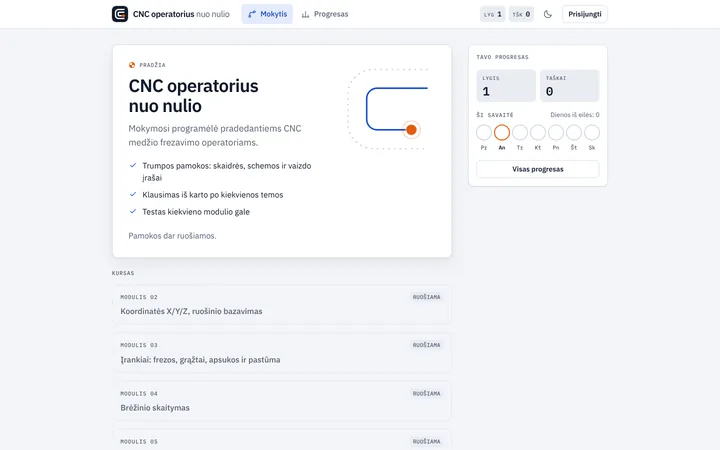 CNC operatorius nuo nulio
Mokytis
Progresas
LYG 1
TŠK 0
Prisijungti
PRADŽIA
CNC operatorius
nuo nulio
Mokymosi programėlė pradedantiems CNC
medžio frezavimo operatoriams.
Trumpos pamokos: skaidrės, schemos ir vaizdo
įrašai
Klausimas iš karto po kiekvienos temos
Testas kiekvieno modulio gale
Pamokos dar ruošiamos.
TAVO PROGRESAS
LYGIS
1
TAŠKAI
0
ŠI SAVAITĖ
Dienos iš eilės: 0
Pr An Tr Kt Pn Št Sk
Visas progresas
KURSAS
MODULIS 02
RUOŠIAMA
Koordinatės X/Y/Z, ruošinio bazavimas
MODULIS 03
RUOŠIAMA
Įrankiai: frezos, grąžtai, apsukos ir pastūma
MODULIS 04
RUOŠIAMA
Brėžinio skaitymas
MODULIS 05
RUOŠIAMA